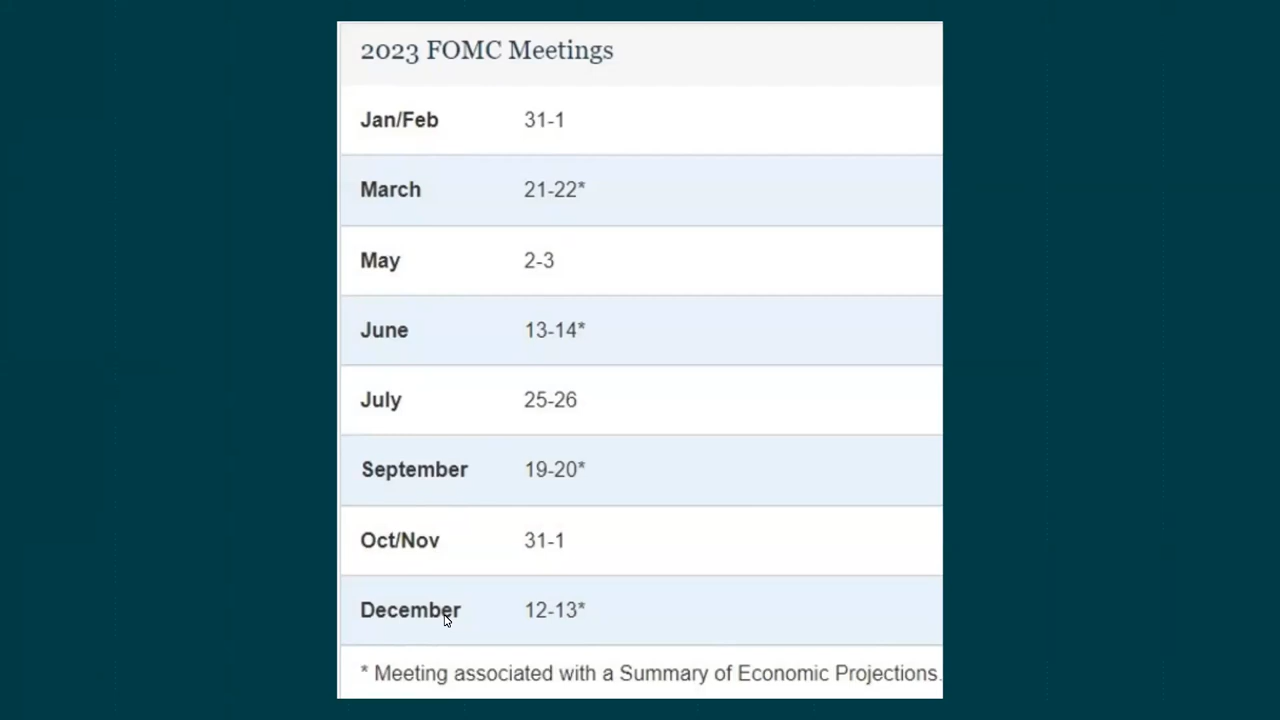 2023 FOMC Meetings
Jan/Feb 31-1
March 21-22*
May 2-3
June 13-14*
July 25-26
September 19-20*
Oct/Nov 31-1
December 12-13*
* Meeting associated with a Summary of Economic Projections.